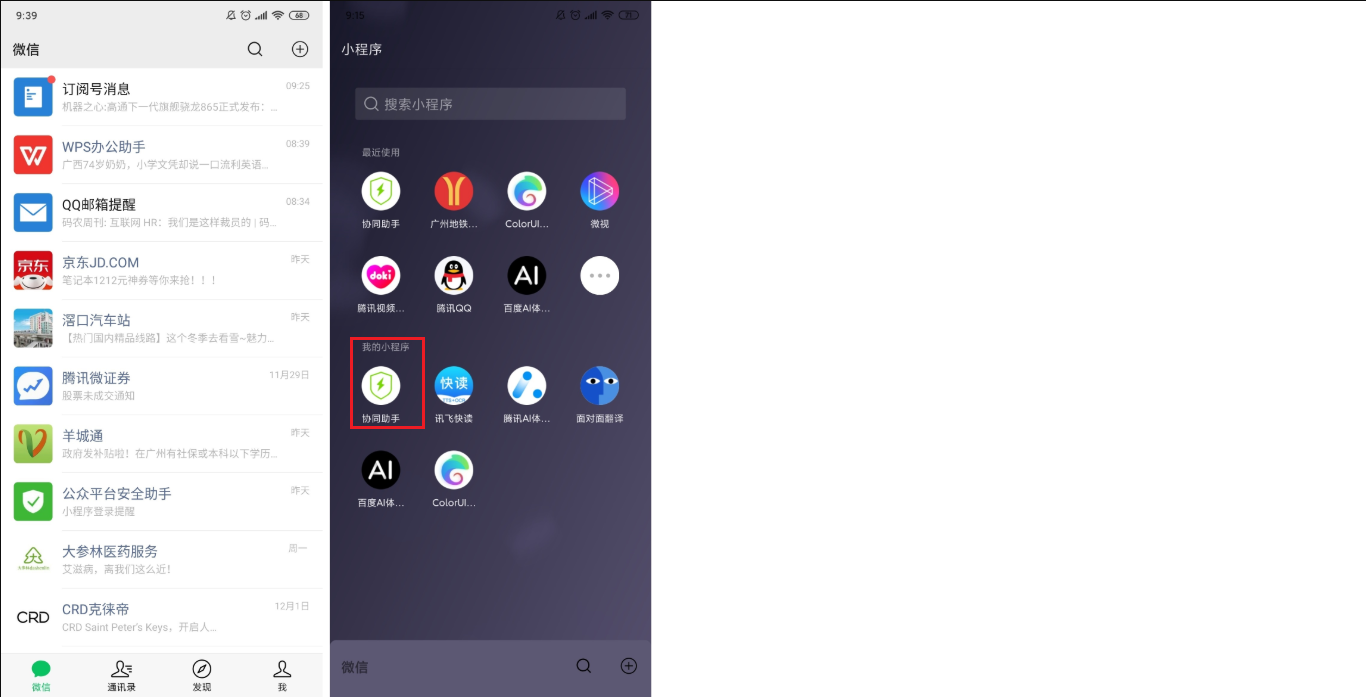 9:39
68
微信
订阅号消息
09:25
机器之心:高通下一代旗舰骁龙865正式发布：...
WPS办公助手
08:39
广西74岁奶奶，小学文凭却说一口流利英语...
QQ邮箱提醒
08:34
码农周刊: 互联网 HR：我们是这样裁员的 | 码...
京东
京东JD.COM
昨天
笔记本1212元神券等你来抢！！！
滘口汽车站
昨天
【热门国内精品线路】这个冬季去看雪~魅力...
腾讯微证券
11月29日
股票未成交通知
羊城通
昨天
政府发补贴啦！在广州有社保或本科以下学历...
公众平台安全助手
昨天
小程序登录提醒
大参林医药服务
周一
艾滋病，离我们这么近！
CRD
CRD克徕帝
12月1日
CRD Saint Peter's Keys，开启人...
微信
通讯录
发现
我
9:15
71
小程序
搜索小程序
最近使用
协同助手
广州地铁...
ColorUI...
微视
doki
AI
腾讯视频...
腾讯QQ
百度AI体...
我的小程序
快读
协同助手
讯飞快读
腾讯AI体...
面对面翻译
AI
百度AI体...
ColorUI...
微信